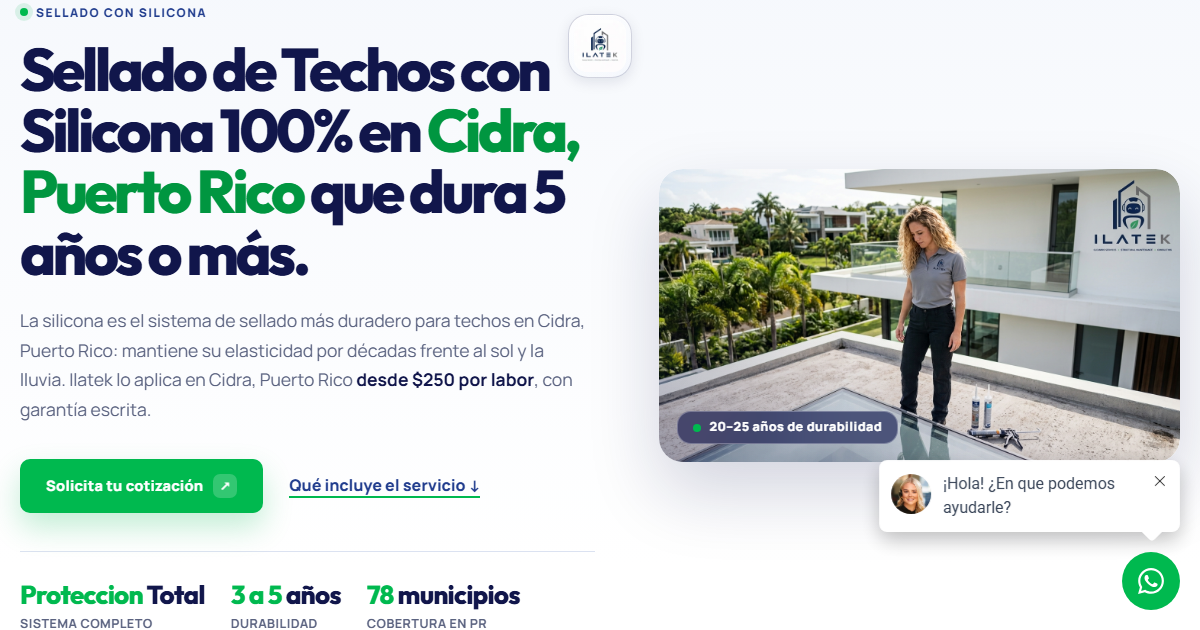 SELLADO CON SILICONA
ILATEK
Sellado de Techos con
Silicona 100% en Cidra,
Puerto Rico que dura 5
años o más.
La silicona es el sistema de sellado más duradero para techos en Cidra,
Puerto Rico: mantiene su elasticidad por décadas frente al sol y la
lluvia. Ilatek lo aplica en Cidra, Puerto Rico desde $250 por labor, con
garantía escrita.
Solicita tu cotización ↗
Qué incluye el servicio ↓
Proteccion Total
SISTEMA COMPLETO
3 a 5 años
DURABILIDAD
78 municipios
COBERTURA EN PR
ILATEK
20–25 años de durabilidad
¡Hola! ¿En que podemos
ayudarle?